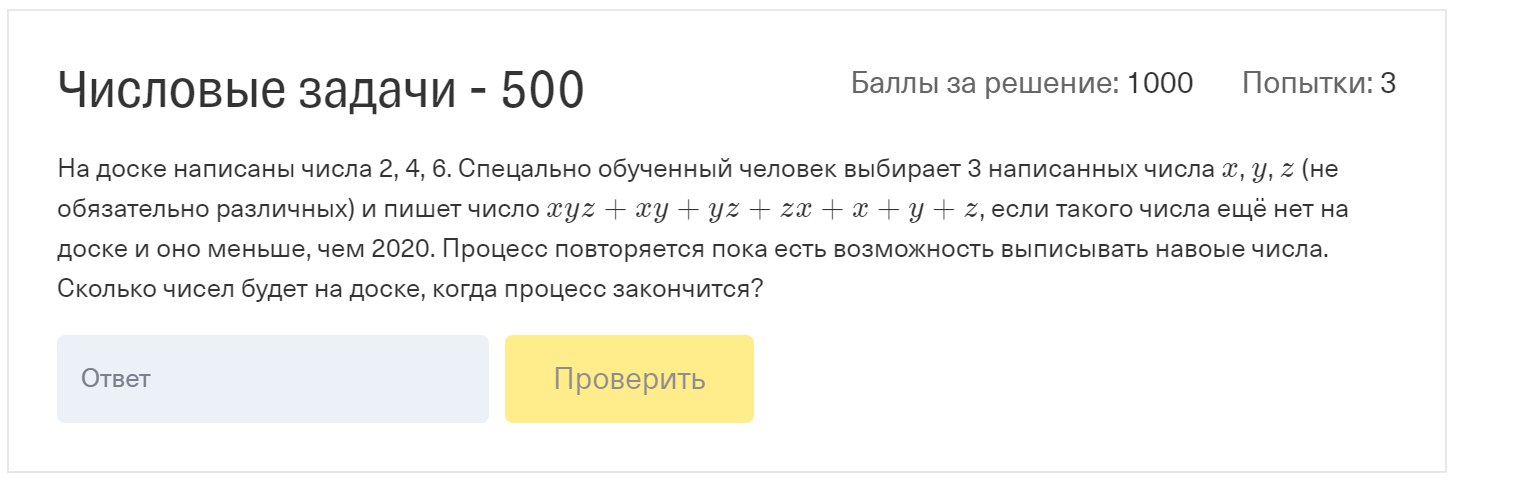 Числовые задачи - 500
Баллы за решение: 1000 Попытки: 3
На доске написаны числа 2, 4, 6. Спецально обученный человек выбирает 3 написанных числа x, y, z (не
обязательно различных) и пишет число xyz + xy + yz + zx + x + y + z, если такого числа ещё нет на
доске и оно меньше, чем 2020. Процесс повторяется пока есть возможность выписывать навоые числа.
Сколько чисел будет на доске, когда процесс закончится?
Ответ
Проверить